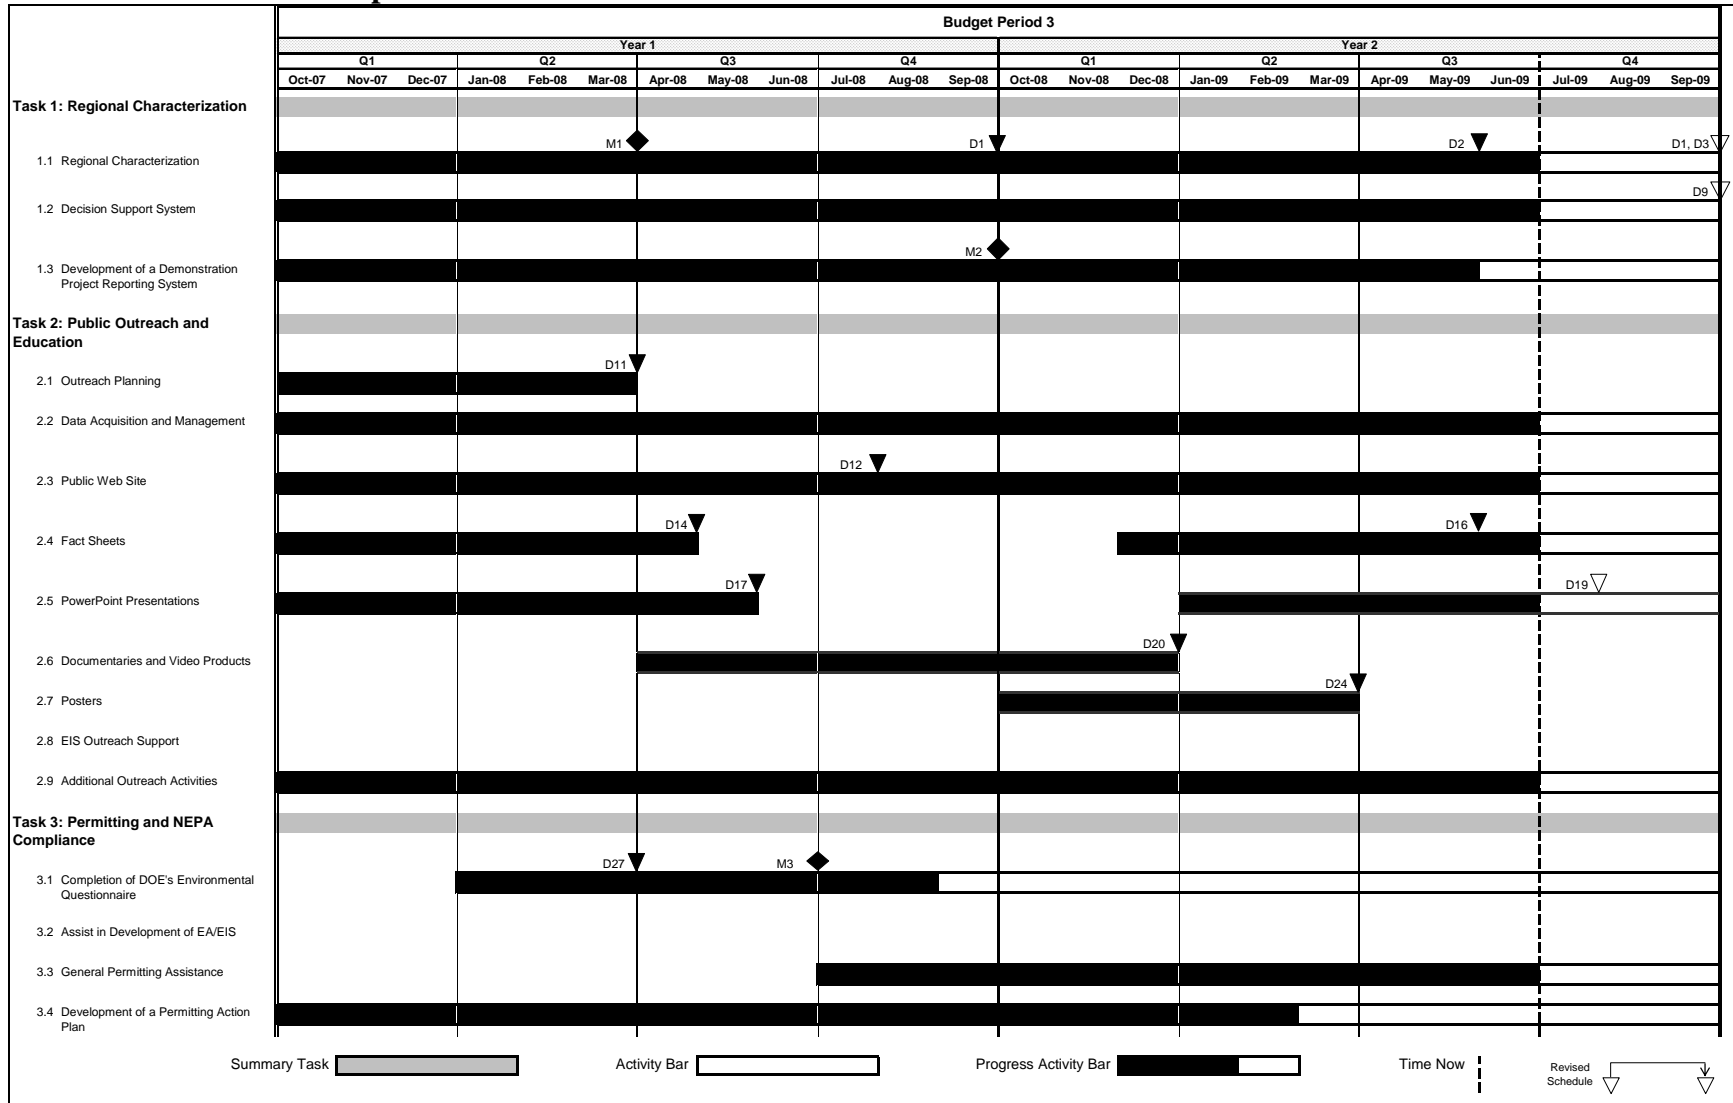 Budget Period 3
Year 1 Year 2
Q1 Q2 Q3 Q4 Q1 Q2 Q3 Q4
Oct-07 Nov-07 Dec-07 Jan-08 Feb-08 Mar-08 Apr-08 May-08 Jun-08 Jul-08 Aug-08 Sep-08 Oct-08 Nov-08 Dec-08 Jan-09 Feb-09 Mar-09 Apr-09 May-09 Jun-09 Jul-09 Aug-09 Sep-09
Task 1: Regional Characterization
M1 D1 D2 D1, D3
1.1 Regional Characterization
D9
1.2 Decision Support System
M2
1.3 Development of a Demonstration
Project Reporting System
Task 2: Public Outreach and
Education
D11
2.1 Outreach Planning
2.2 Data Acquisition and Management
D12
2.3 Public Web Site
D14 D16
2.4 Fact Sheets
D17 D19
2.5 PowerPoint Presentations
D20
2.6 Documentaries and Video Products
D24
2.7 Posters
2.8 EIS Outreach Support
2.9 Additional Outreach Activities
Task 3: Permitting and NEPA
Compliance
D27 M3
3.1 Completion of DOE's Environmental
Questionnaire
3.2 Assist in Development of EA/EIS
3.3 General Permitting Assistance
3.4 Development of a Permitting Action
Plan
Summary Task Activity Bar Progress Activity Bar Time Now Revised
Schedule